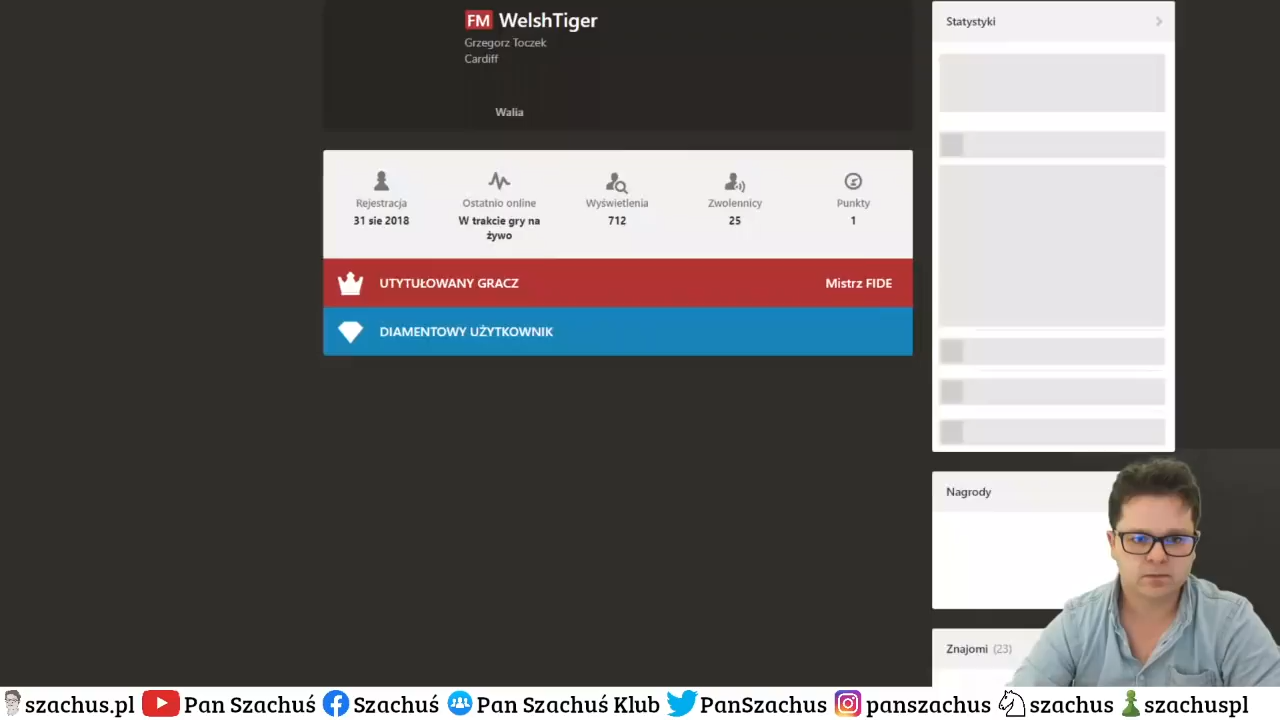 FM WelshTiger
Grzegorz Toczek
Cardiff
Walia
Rejestracja
31 sie 2018
Ostatnio online
W trakcie gry na
żywo
Wyświetlenia
712
Zwolennicy
25
Punkty
1
UTYTUŁOWANY GRACZ Mistrz FIDE
DIAMENTOWY UŻYTKOWNIK
Statystyki
Nagrody
Znajomi (23)
szachus.pl Pan Szachuś Szachuś Pan Szachuś Klub PanSzachus panszachus szachus szachuspl